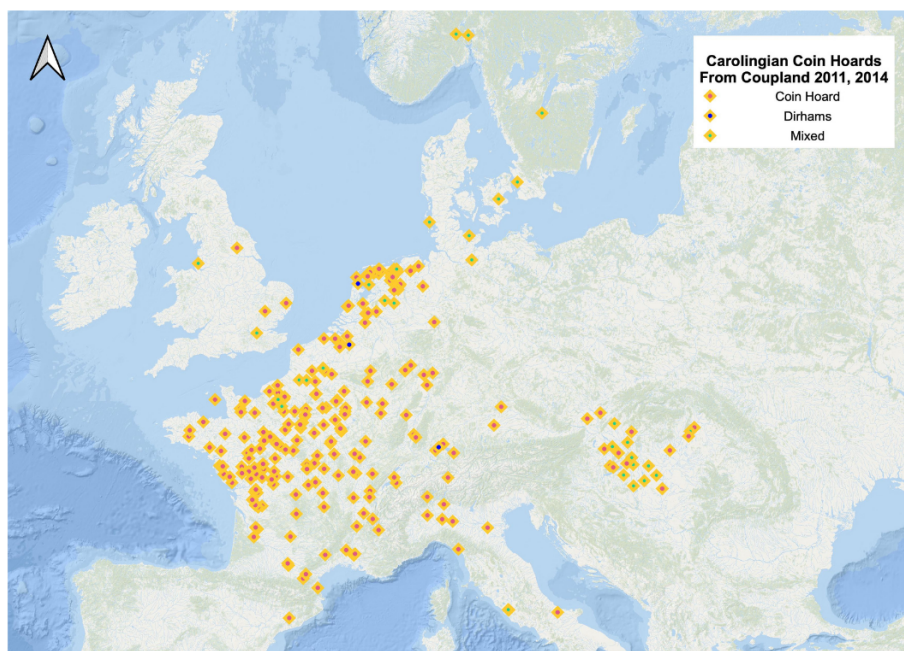 Carolingian Coin Hoards
From Coupland 2011, 2014
Coin Hoard
Dirhams
Mixed